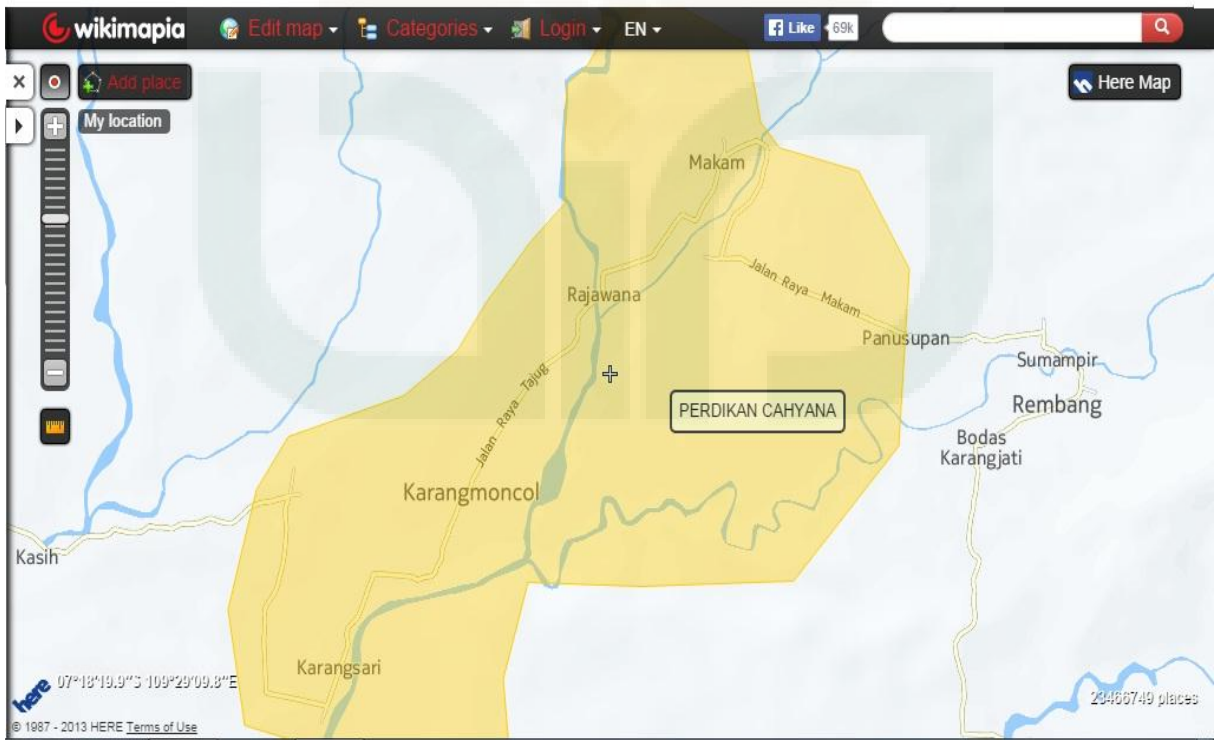 wikimapia Edit map Categories Login EN Like 69k
Add place
Here Map
My location
Makam
Jalan Raya Makam
Rajawana
Panusupan
Sumampir
Jalan Raya Tajug
PERDIKAN CAHYANA
Rembang
Bodas
Karangjati
Karangmoncol
Kasih
Karangsari
here
07°18'19.9"S 109°29'09.8"E
23466749 places
© 1987 - 2013 HERE Terms of Use